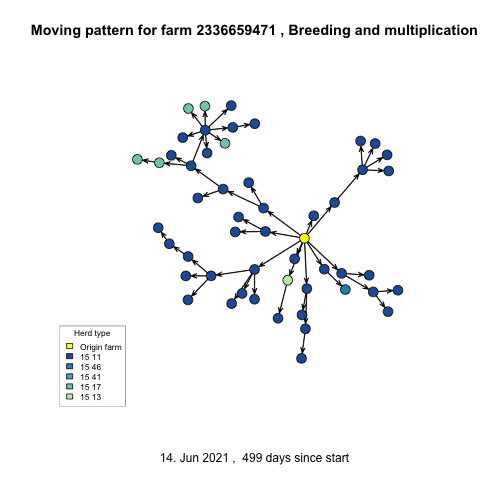 Moving pattern for farm 2336659471 , Breeding and multiplication
Herd type
Origin farm
15 11
15 46
15 41
15 17
15 13
14. Jun 2021 ,  499 days since start